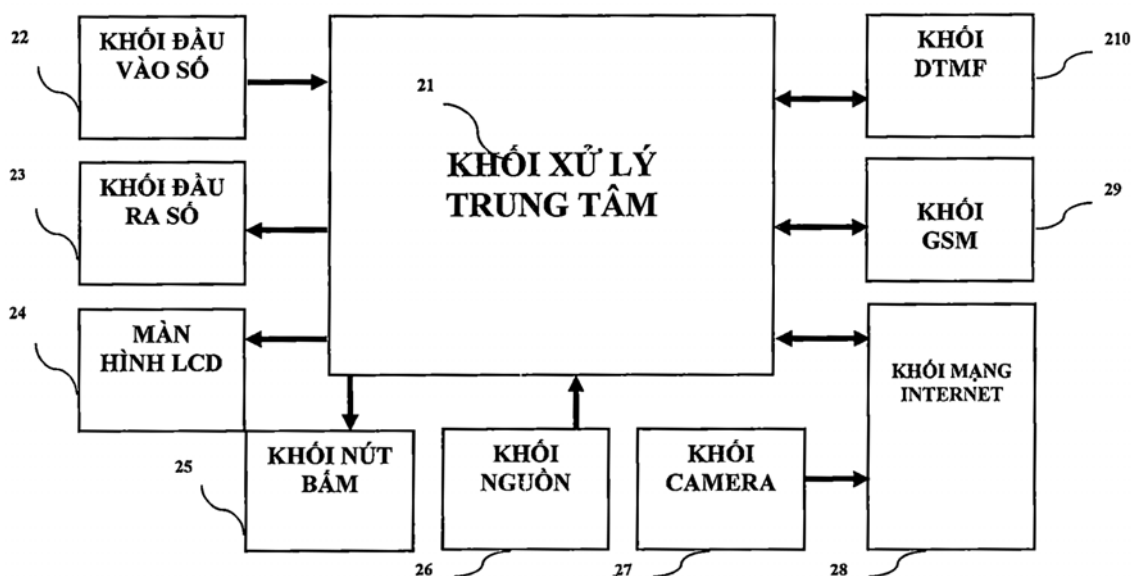 22
KHỐI ĐẦU
VÀO SỐ
23
KHỐI ĐẦU
RA SỐ
24
MÀN
HÌNH LCD
21
KHỐI XỬ LÝ
TRUNG TÂM
KHỐI
DTMF
210
KHỐI
GSM
29
KHỐI MẠNG
INTERNET
25
KHỐI NÚT
BẤM
KHỐI
NGUỒN
KHỐI
CAMERA
26
27
28